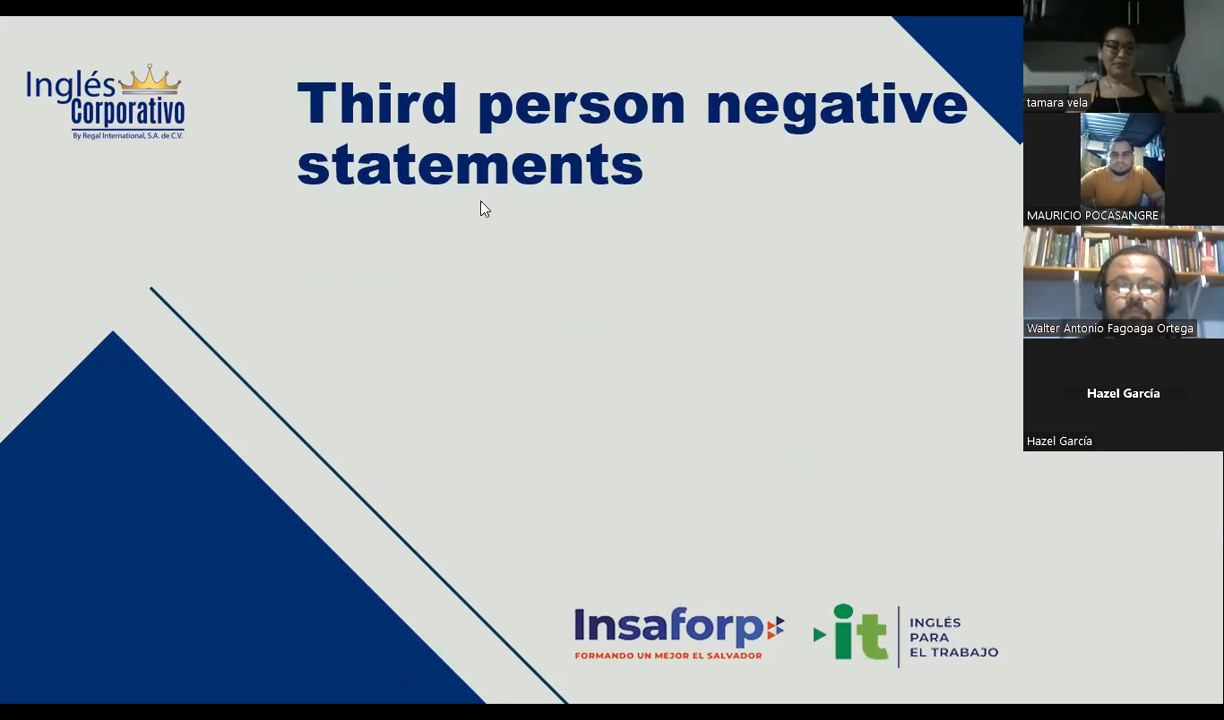 Inglés
Corporativo
By Regal International, S.A. de C.V.
Third person negative
statements
tamara vela
MAURICIO POCASANGRE
Walter Antonio Fagoaga Ortega
Hazel García
Hazel García
Insaforp
FORMANDO UN MEJOR EL SALVADOR
it
INGLÉS
PARA
EL TRABAJO